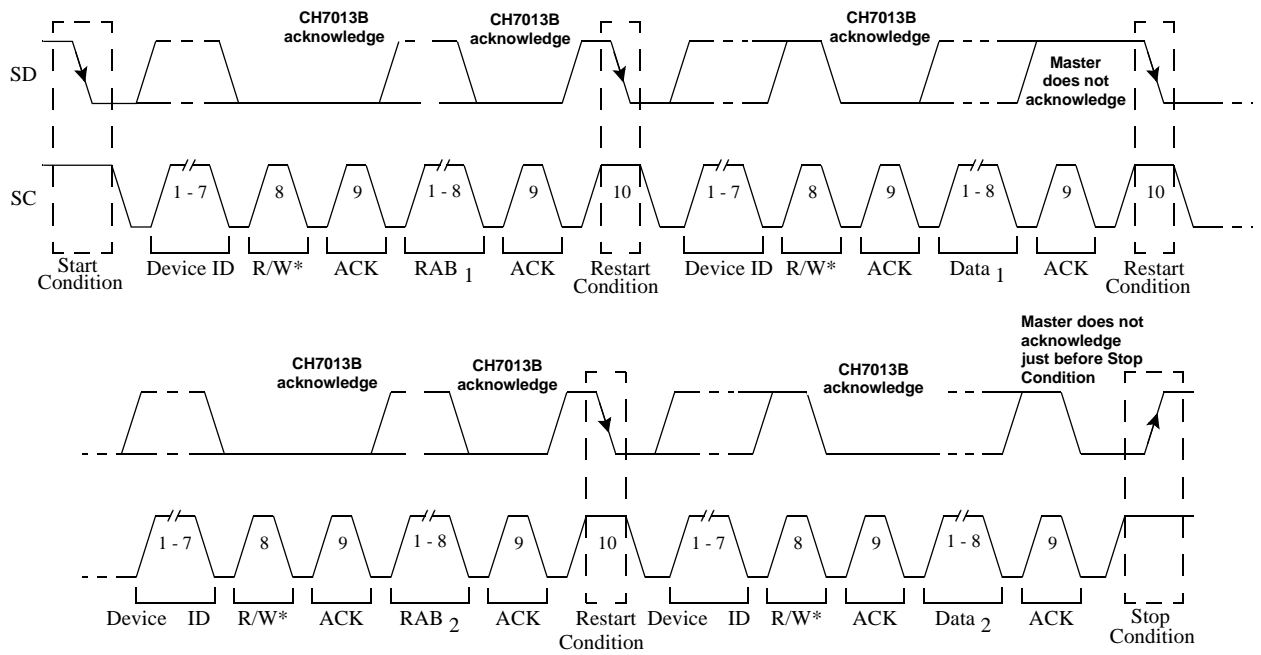 CH7013B
acknowledge
CH7013B
acknowledge
CH7013B
acknowledge
SD
Master
does not
acknowledge
SC
1 - 7
8
9
1 - 8
9
10
1 - 7
8
9
1 - 8
9
10
Start
Condition
Device ID
R/W*
ACK
RAB 1
ACK
Restart
Condition
Device ID
R/W*
ACK
Data 1
ACK
Restart
Condition
CH7013B
acknowledge
CH7013B
acknowledge
CH7013B
acknowledge
Master does not
acknowledge
just before Stop
Condition
1 - 7
8
9
1 - 8
9
10
1 - 7
8
9
1 - 8
9
Device ID
R/W*
ACK
RAB 2
ACK
Restart
Condition
Device ID
R/W*
ACK
Data 2
ACK
Stop
Condition